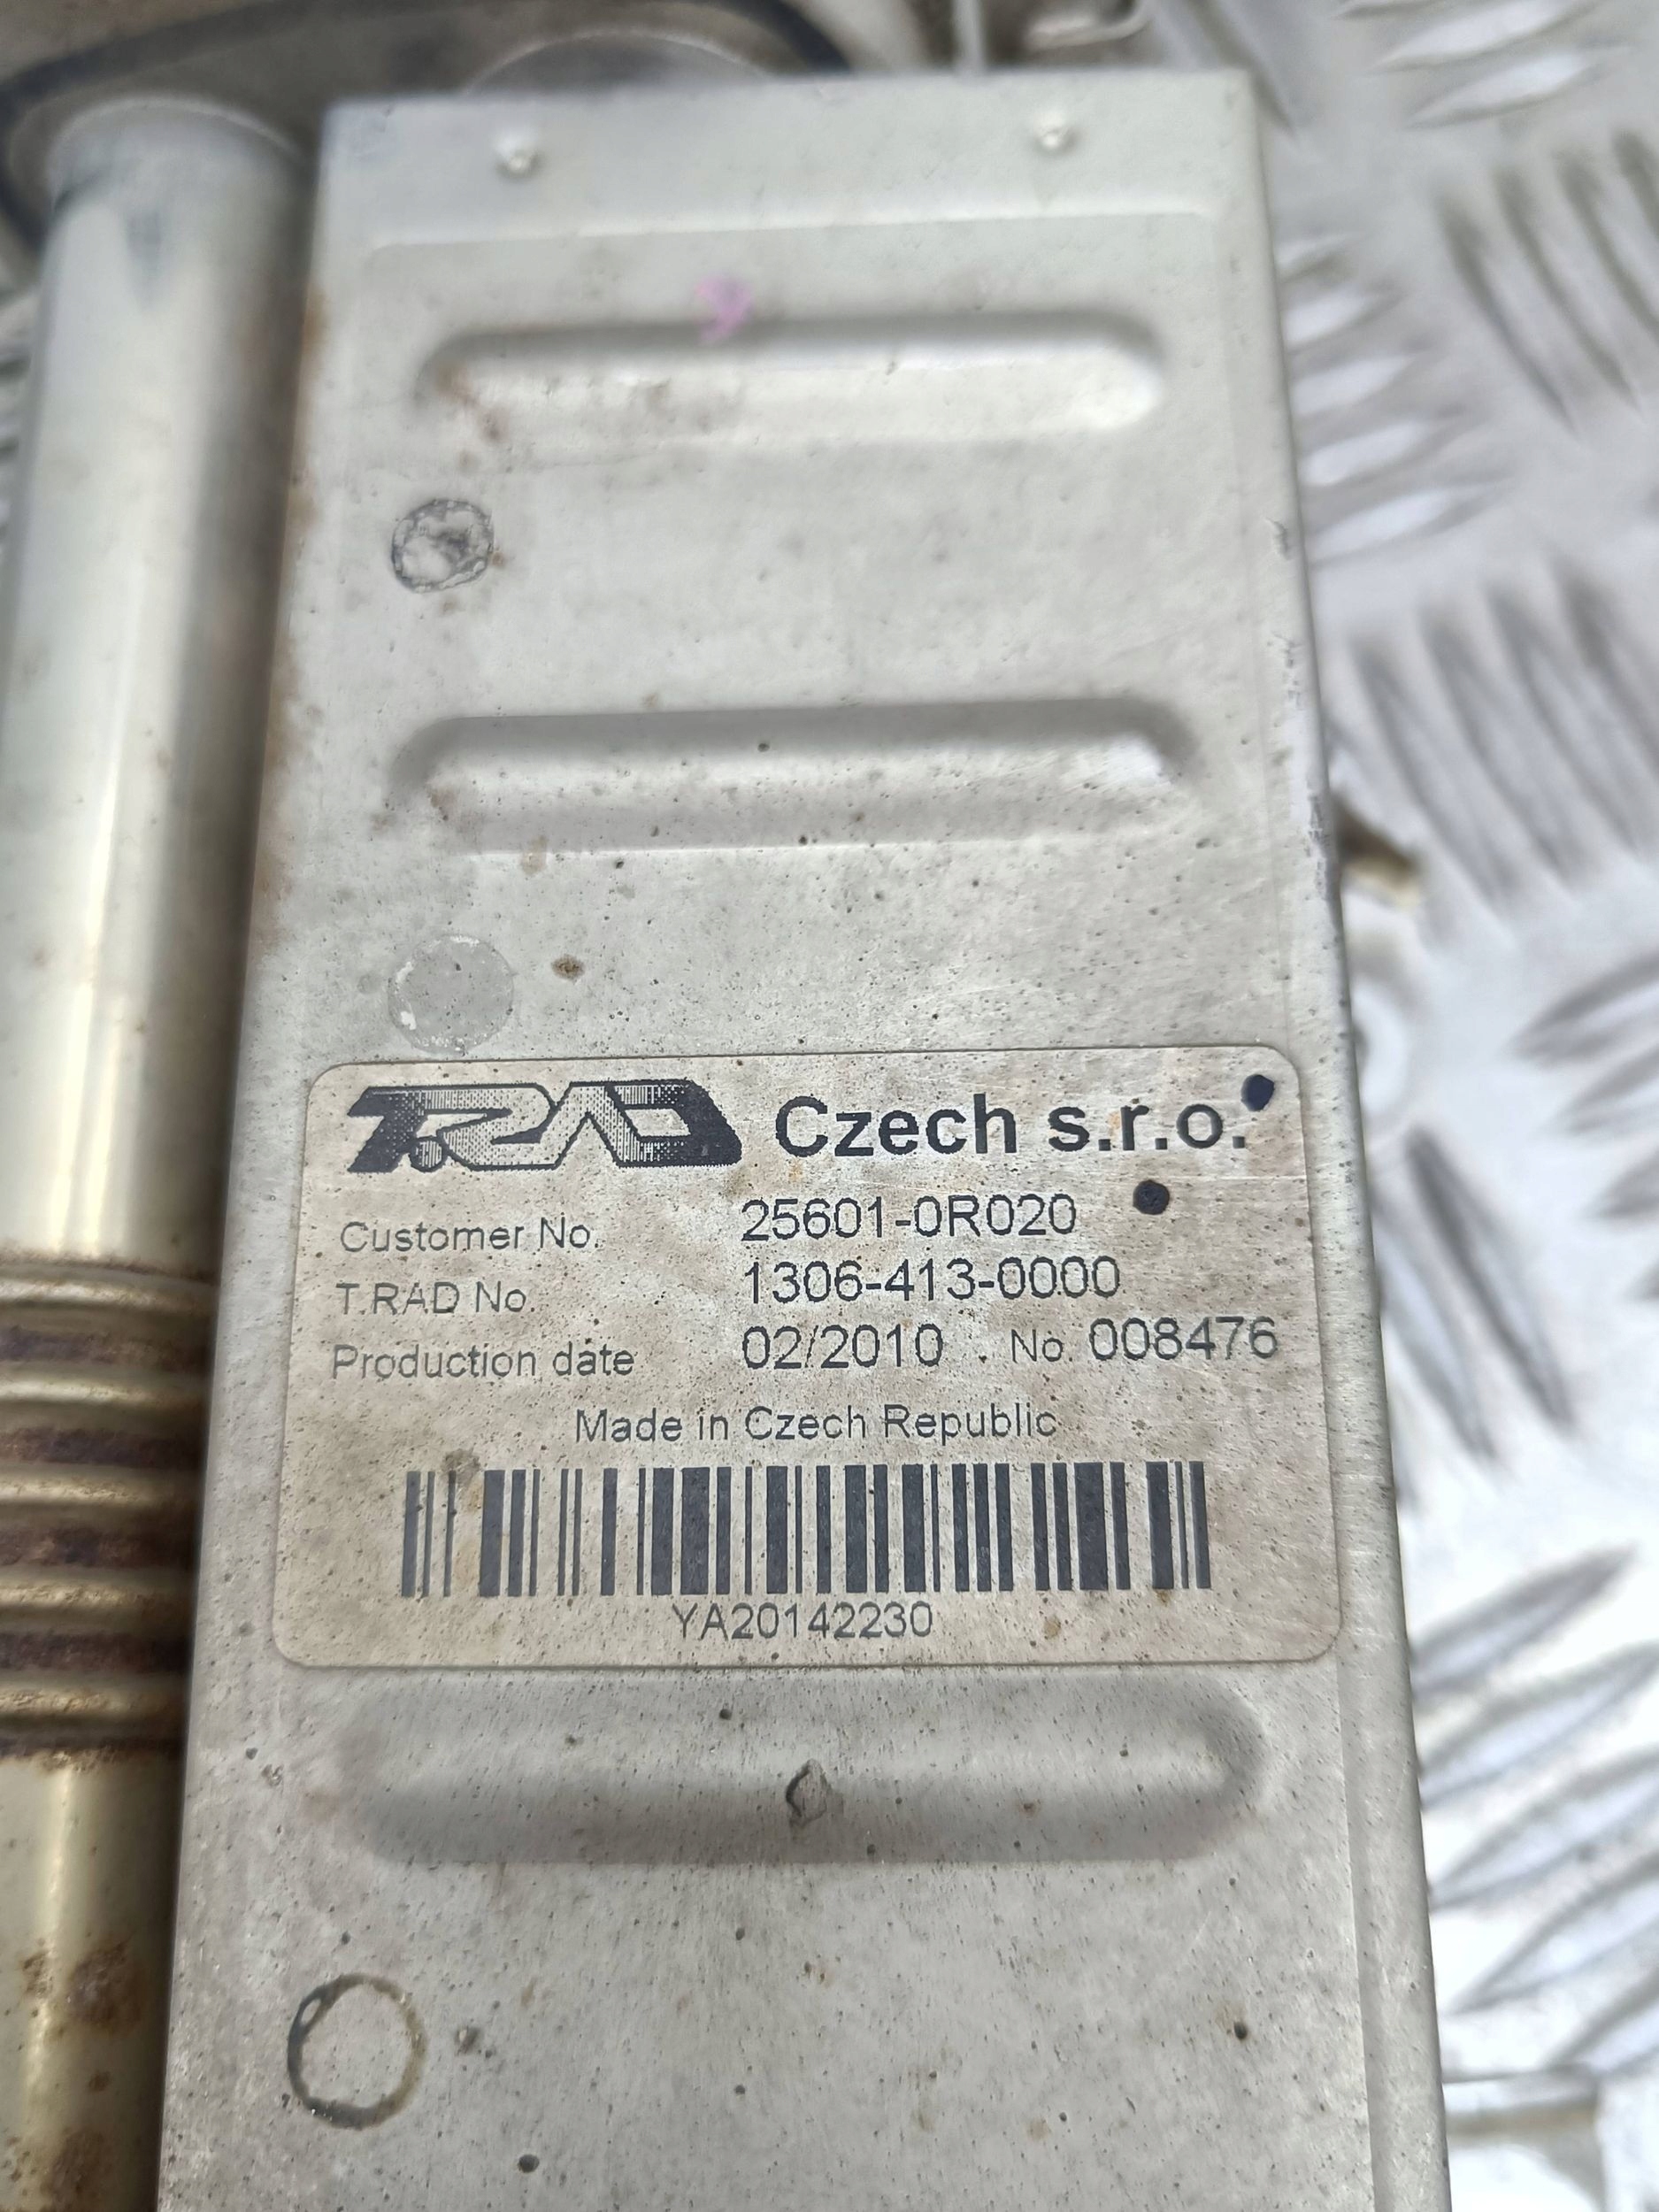 T.RAD Czech s.r.o.
Customer No. 25601-0R020
T.RAD No. 1306-413-0000
Production date 02/2010 . No. 008476
Made in Czech Republic
YA20142230